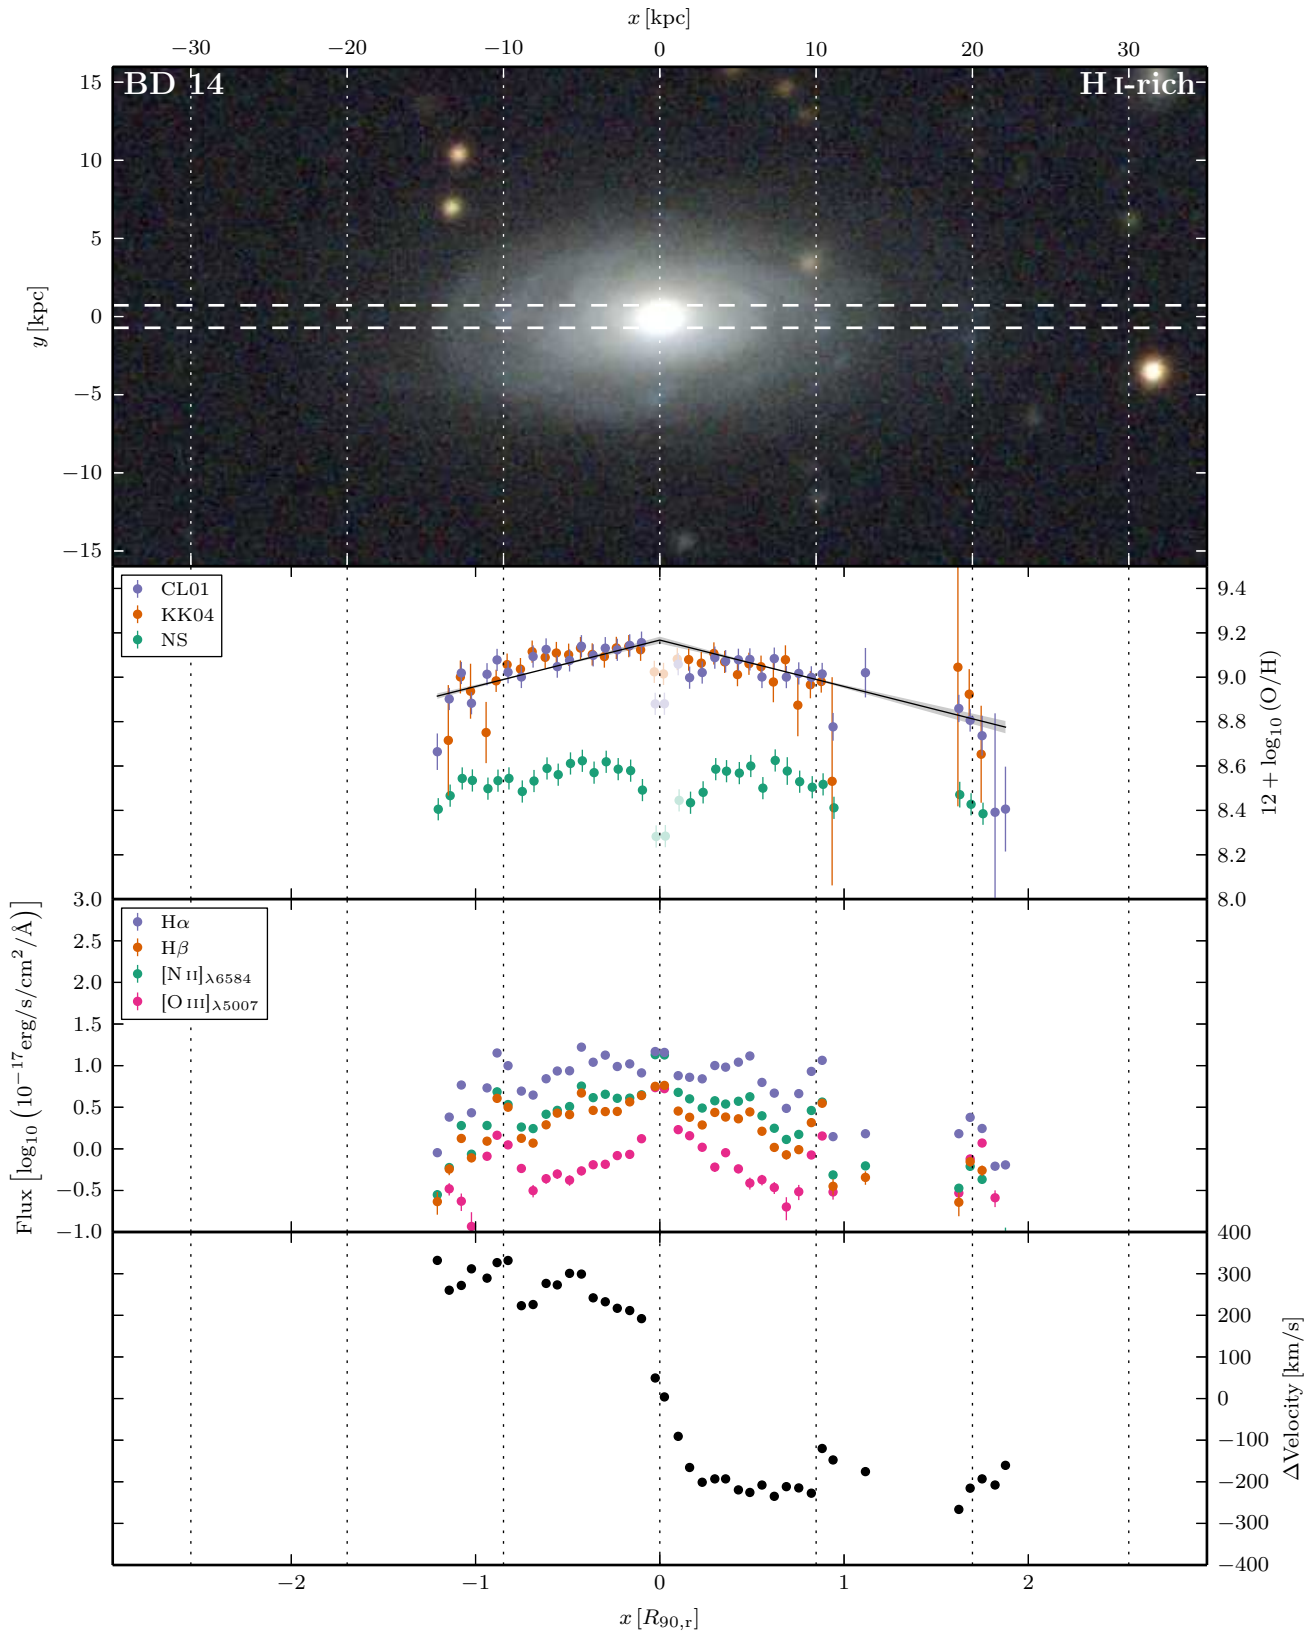 x [kpc]
−30 −20 −10 0 10 20 30
BD 14 H I-rich
15
10
5
0
−5
−10
−15
y [kpc]
CL01
KK04
NS
9.4
9.2
9.0
8.8
8.6
8.4
8.2
8.0
12 + log₁₀ (O/H)
3.0
2.5
2.0
1.5
1.0
0.5
0.0
−0.5
−1.0
Flux [log₁₀ (10⁻¹⁷erg/s/cm²/Å)]
Hα
Hβ
[N II]λ6584
[O III]λ5007
400
300
200
100
0
−100
−200
−300
−400
ΔVelocity [km/s]
−2 −1 0 1 2
x [R₉₀,ᵣ]